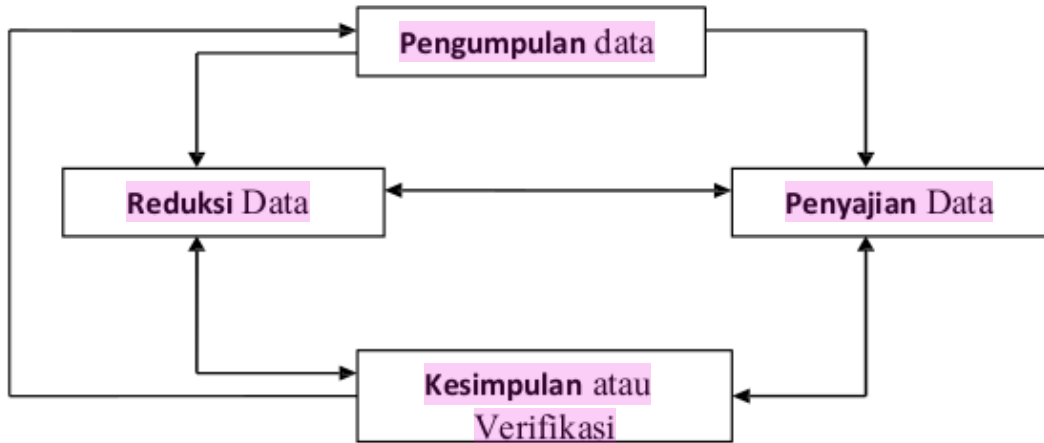 Pengumpulan data
Reduksi Data
Penyajian Data
Kesimpulan atau
Verifikasi